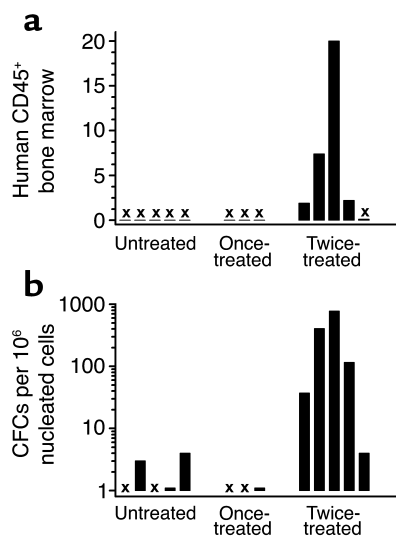 a
Human CD45+
bone marrow
20
15
10
5
0
x x x x x
x x x
x
Untreated
Once-
treated
Twice-
treated
b
CFCs per 10⁶
nucleated cells
1000
100
10
1
x x
x x
Untreated
Once-
treated
Twice-
treated